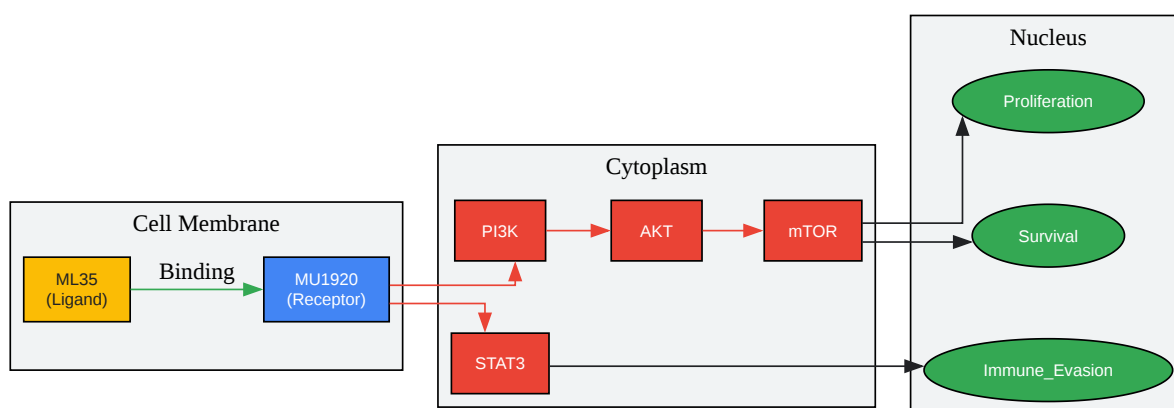 Nucleus
Proliferation
Cytoplasm
Cell Membrane
PI3K
AKT
mTOR
Survival
ML35
(Ligand)
Binding
MU1920
(Receptor)
STAT3
Immune_Evasion